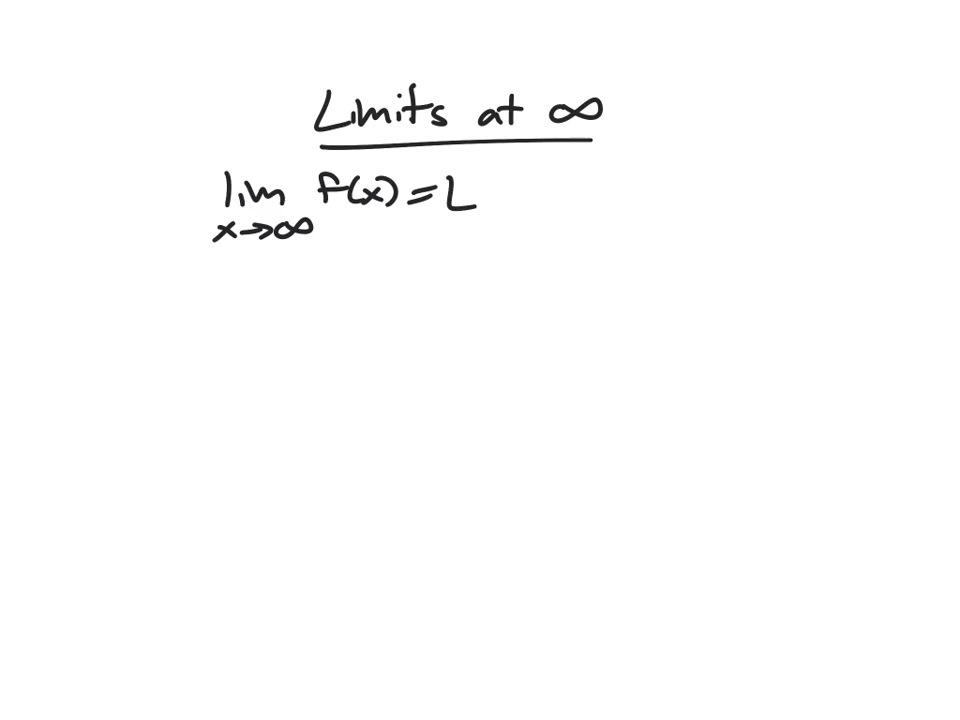 Limits at ∞
lim f(x) = L
x→∞